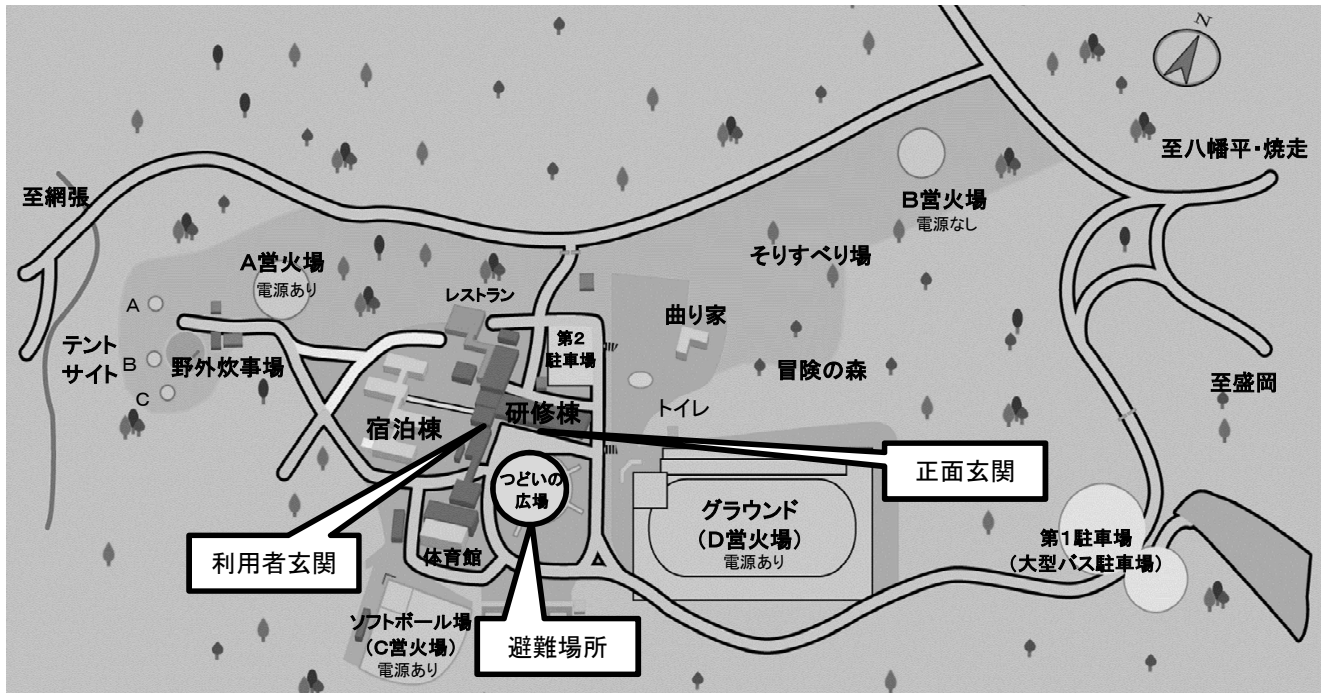 N
至八幡平・焼走
至網張
B営火場
電源なし
そりすべり場
A営火場
電源あり
レストラン
曲り家
第2
駐車場
A
B
C
テント
サイト
野外炊事場
冒険の森
至盛岡
トイレ
研修棟
宿泊棟
正面玄関
つどいの
広場
グラウンド
(D営火場)
電源あり
第1駐車場
(大型バス駐車場)
利用者玄関
体育館
ソフトボール場
(C営火場)
電源あり
避難場所